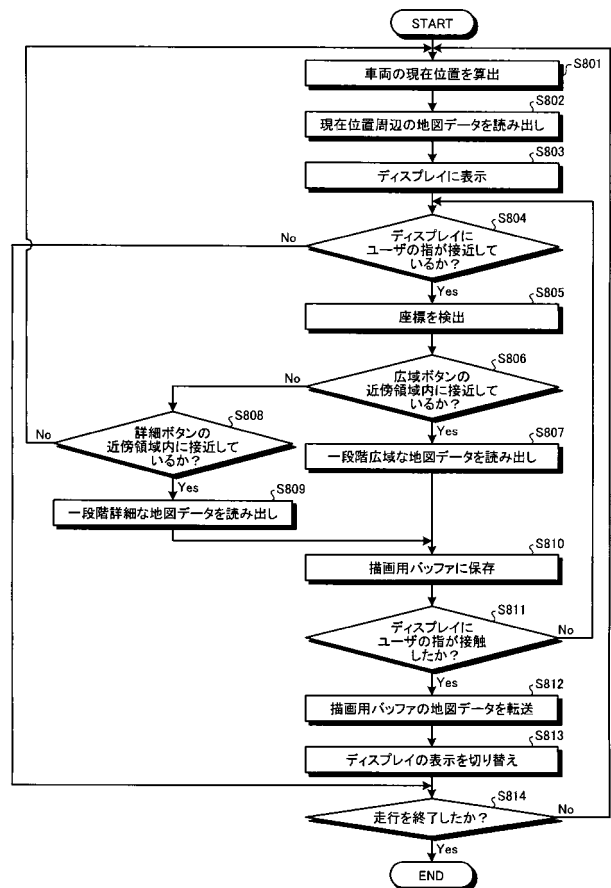 START
車両の現在位置を算出
S801
S802
現在位置周辺の地図データを読み出し
S803
ディスプレイに表示
S804
ディスプレイに
ユーザの指が接近して
いるか?
No
Yes
S805
座標を検出
S806
広域ボタンの
近傍領域内に接近して
いるか?
No
Yes
S807
一段階広域な地図データを読み出し
S808
詳細ボタンの
近傍領域内に接近して
いるか?
No
Yes
S809
一段階詳細な地図データを読み出し
S810
描画用バッファに保存
S811
ディスプレイに
ユーザの指が接触
したか?
No
Yes
S812
描画用バッファの地図データを転送
S813
ディスプレイの表示を切り替え
S814
走行を終了したか?
No
Yes
END